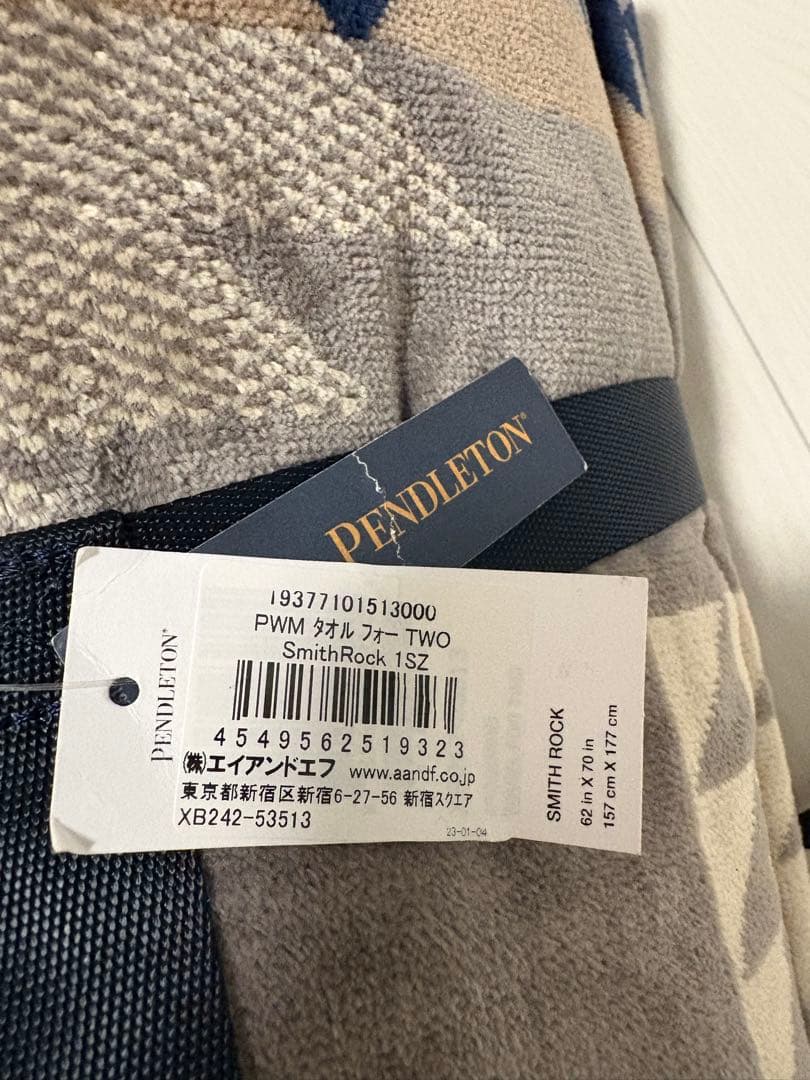 PENDLETON®
PENDLETON
19377101513000
PWM ﾀｵﾙ ﾌｫｰ TWO
SmithRock 1SZ
4549562519323
㈱エイアンドエフ www.aandf.co.jp
東京都新宿区新宿6-27-56 新宿スクエア
XB242-53513
23-01-04
SMITH ROCK
62 in X 70 in
157 cm X 177 cm